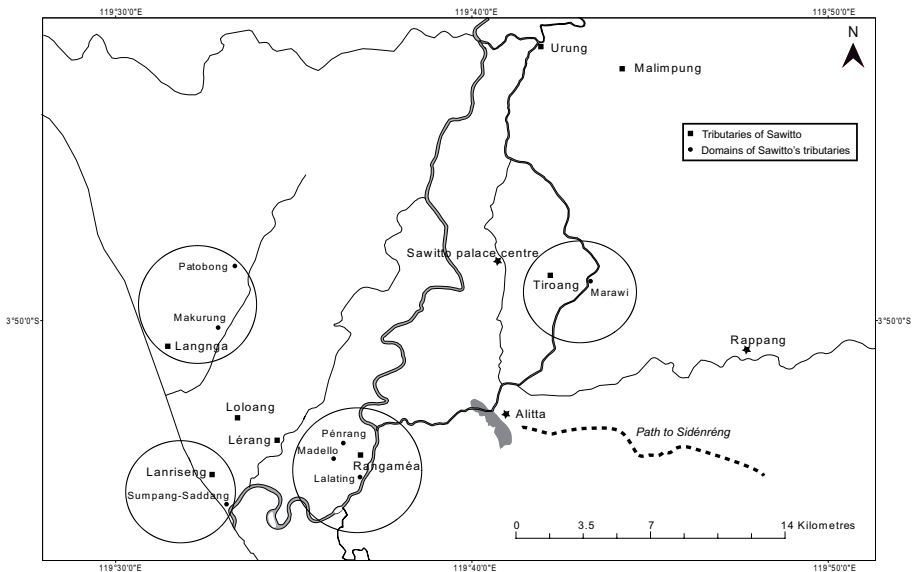 119°30'0"E
119°40'0"E
119°50'0"E
N
Urung
Malimpung
Tributaries of Sawitto
Domains of Sawitto's tributaries
Sawitto palace centre
Patobong
Tiroang
Marawi
Makurung
3°50'0"S
3°50'0"S
Langnga
Rappang
Loloang
Alitta
Lérang
Pénrang
Path to Sidénréng
Madello
Rangaméa
Lanriseng
Lalating
Sumpang-Saddang
0 3.5 7 14 Kilometres
119°30'0"E
119°40'0"E
119°50'0"E